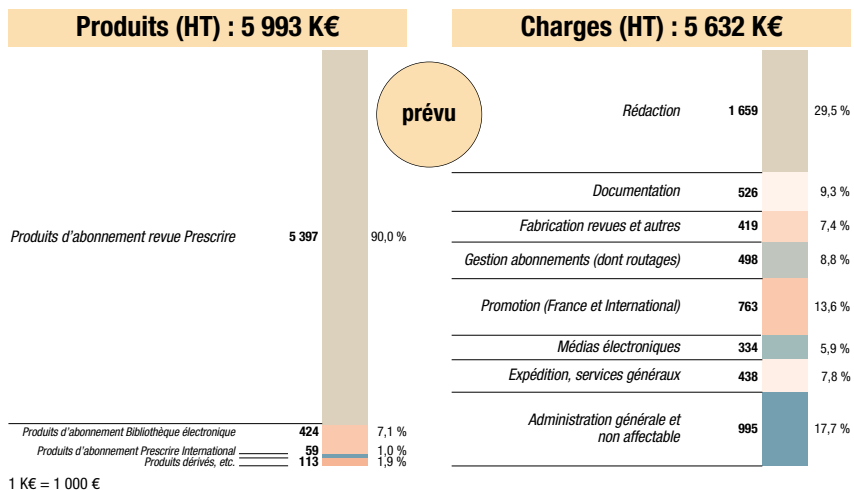 Produits (HT) : 5 993 K€
Produits d'abonnement revue Prescrire 5 397 90,0 %
Produits d'abonnement Bibliothèque électronique 424 7,1 %
Produits d'abonnement Prescrire International 59 1,0 %
Produits dérivés, etc. 113 1,9 %
1 K€ = 1 000 €
prévu
Charges (HT) : 5 632 K€
Rédaction 1 659 29,5 %
Documentation 526 9,3 %
Fabrication revues et autres 419 7,4 %
Gestion abonnements (dont routages) 498 8,8 %
Promotion (France et International) 763 13,6 %
Médias électroniques 334 5,9 %
Expédition, services généraux 438 7,8 %
Administration générale et
non affectable 995 17,7 %